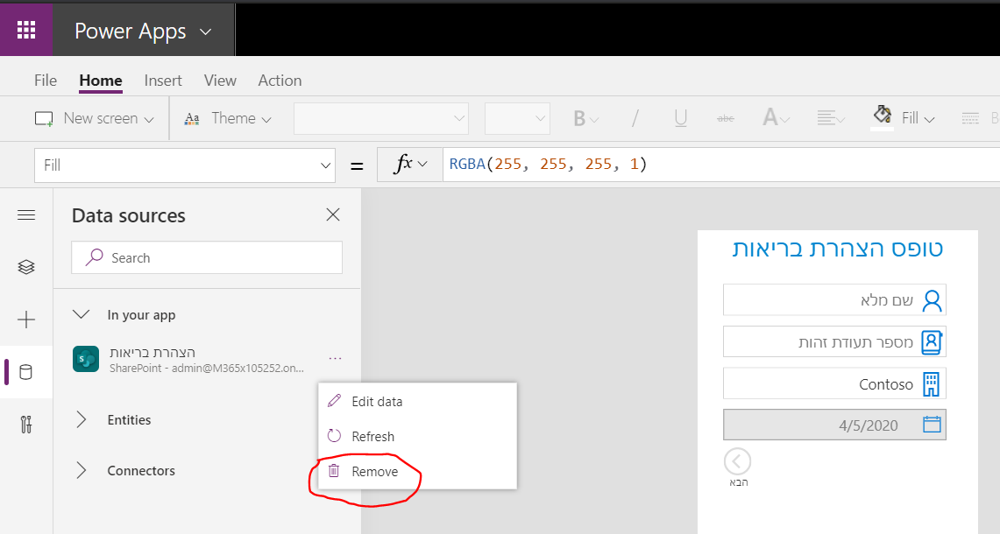 Power Apps
File Home Insert View Action
New screen Aa Theme B / U abc A Fill B
Fill = fx RGBA(255, 255, 255, 1)
Data sources
Search
In your app
הצהרת בריאות
SharePoint - admin@M365x105252.on...
Edit data
Refresh
Remove
Entities
Connectors
טופס הצהרת בריאות
שם מלא
מספר תעודת זהות
Contoso
4/5/2020
הבא